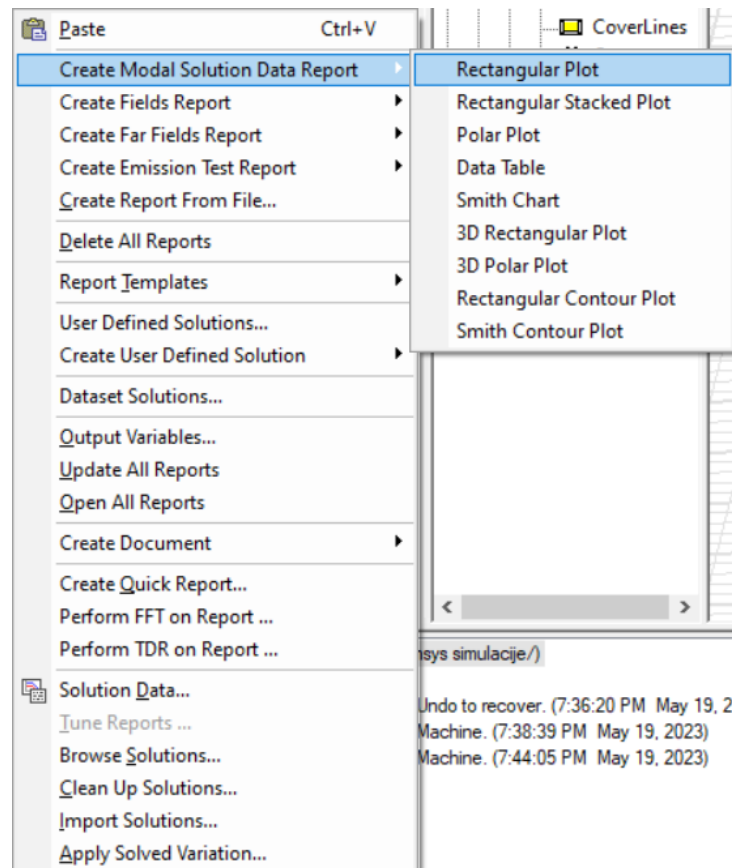 Paste Ctrl+V
CoverLines
Create Modal Solution Data Report
Rectangular Plot
Create Fields Report
Rectangular Stacked Plot
Create Far Fields Report
Polar Plot
Create Emission Test Report
Data Table
Create Report From File...
Smith Chart
3D Rectangular Plot
Delete All Reports
3D Polar Plot
Report Templates
Rectangular Contour Plot
User Defined Solutions...
Smith Contour Plot
Create User Defined Solution
Dataset Solutions...
Output Variables...
Update All Reports
Open All Reports
Create Document
Create Quick Report...
Perform FFT on Report ...
Perform TDR on Report ...
nsys simulacije/)
Solution Data...
Undo to recover. (7:36:20 PM May 19, 2
Tune Reports ...
Machine. (7:38:39 PM May 19, 2023)
Browse Solutions...
Machine. (7:44:05 PM May 19, 2023)
Clean Up Solutions...
Import Solutions...
Apply Solved Variation...